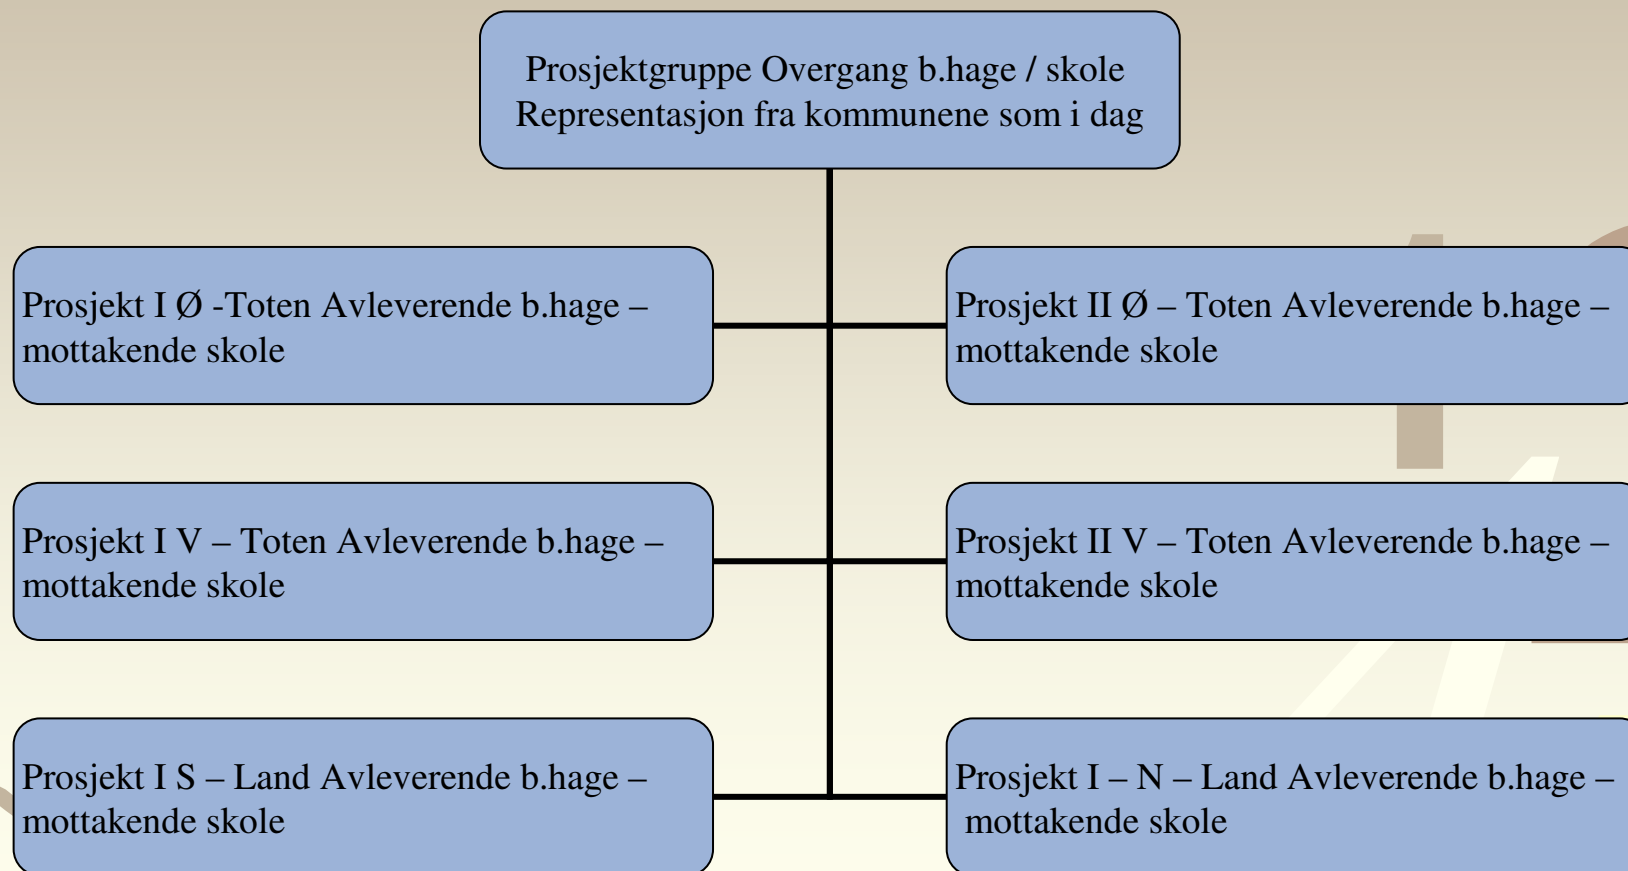 Prosjektgruppe Overgang b.hage / skole
Representasjon fra kommunene som i dag
Prosjekt I Ø -Toten Avleverende b.hage –
mottakende skole
Prosjekt II Ø – Toten Avleverende b.hage –
mottakende skole
Prosjekt I V – Toten Avleverende b.hage –
mottakende skole
Prosjekt II V – Toten Avleverende b.hage –
mottakende skole
Prosjekt I S – Land Avleverende b.hage –
mottakende skole
Prosjekt I – N – Land Avleverende b.hage –
mottakende skole